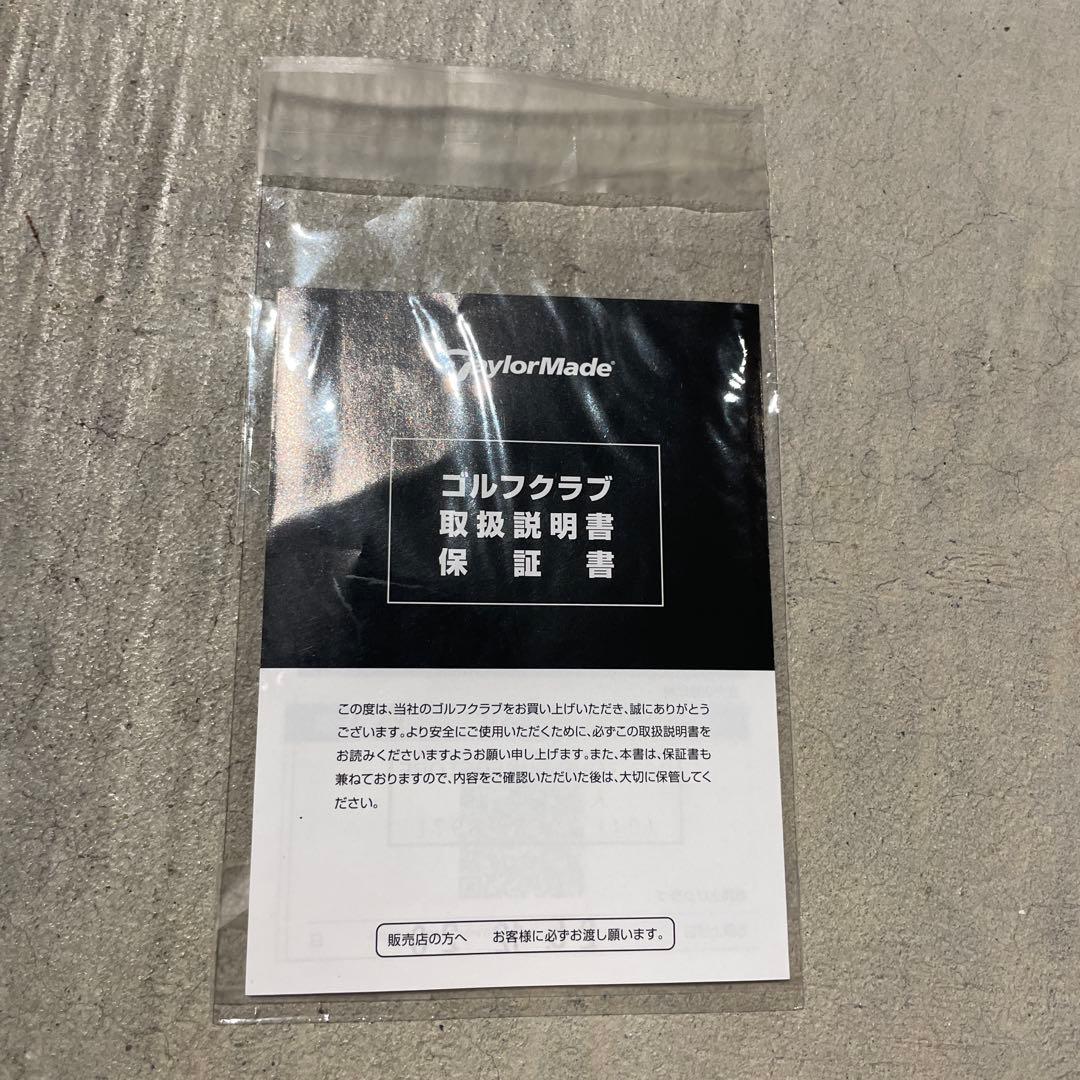 TaylorMade
ゴルフクラブ
取扱説明書
保証書
この度は、当社のゴルフクラブをお買い上げいただき、誠にありがとう
ございます。より安全にご使用いただくために、必ずこの取扱説明書を
お読みくださいますようお願い申し上げます。また、本書は、保証書も
兼ねておりますので、内容をご確認いただいた後は、大切に保管してく
ださい。
販売店の方へ お客様に必ずお渡し願います。